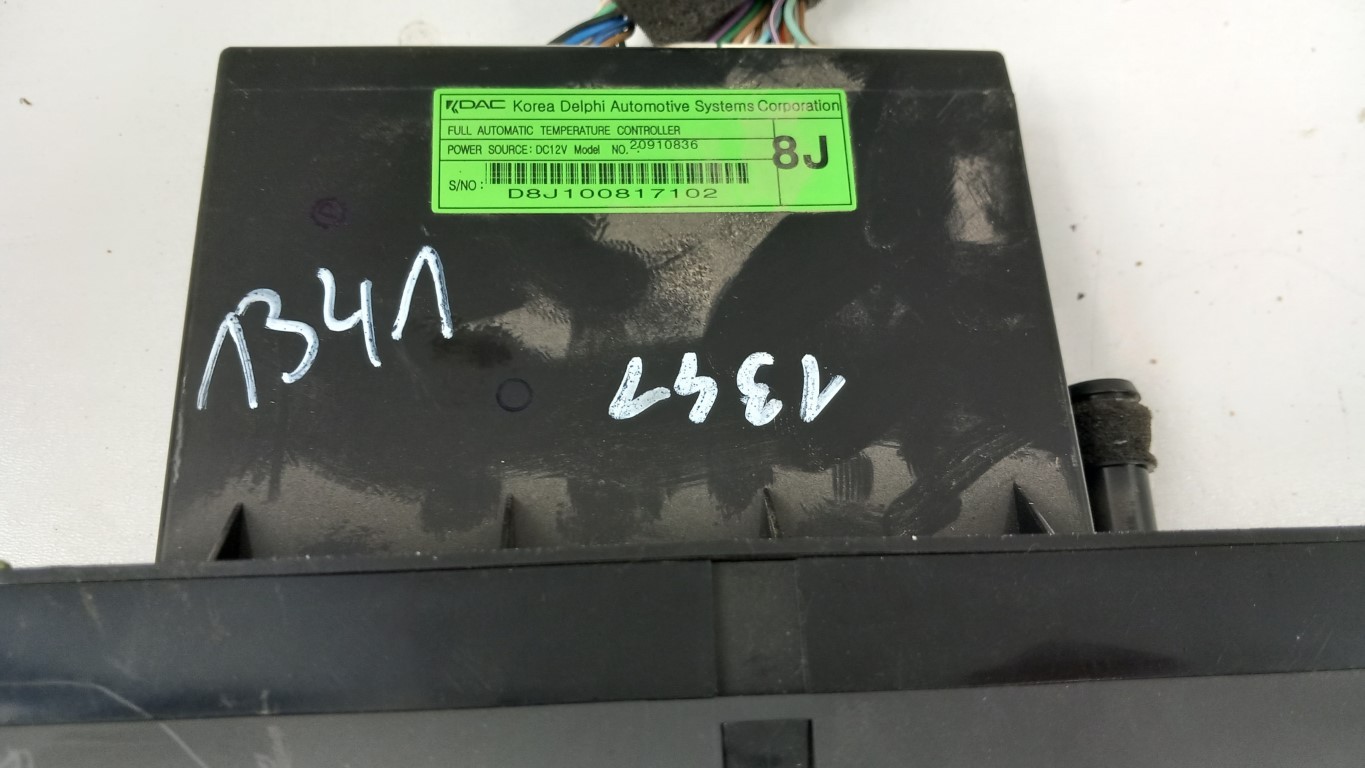 KDAC Korea Delphi Automotive Systems Corporation
FULL AUTOMATIC TEMPERATURE CONTROLLER
POWER SOURCE: DC12V Model NO. 20910836
8J
S/NO:
D8J100817102
1341
1347